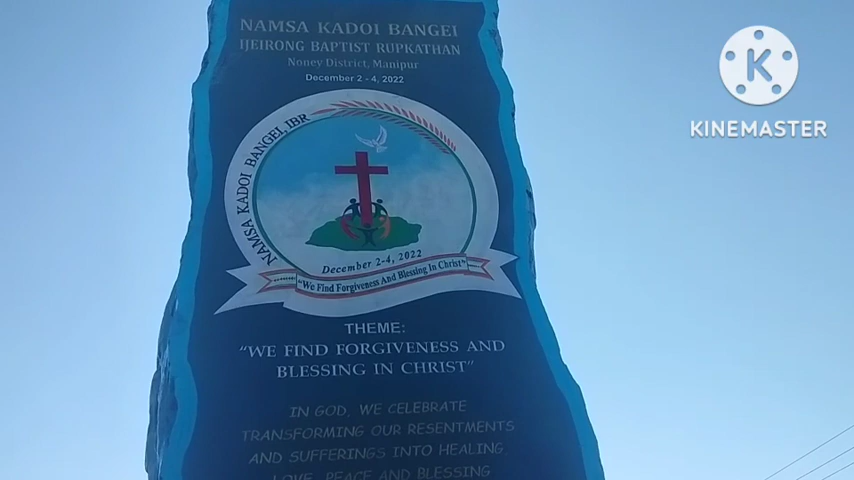 NAMSA KADOI BANGEI
IJEIRONG BAPTIST RUPKATHAN
Noney District, Manipur
December 2 - 4, 2022
NAMSA KADOI BANGEI, IBR
December 2-4, 2022
"We Find Forgiveness And Blessing In Christ"
THEME:
"WE FIND FORGIVENESS AND
BLESSING IN CHRIST"
IN GOD, WE CELEBRATE
TRANSFORMING OUR RESENTMENTS
AND SUFFERINGS INTO HEALING
LOVE, PEACE AND BLESSING
K
KINEMASTER